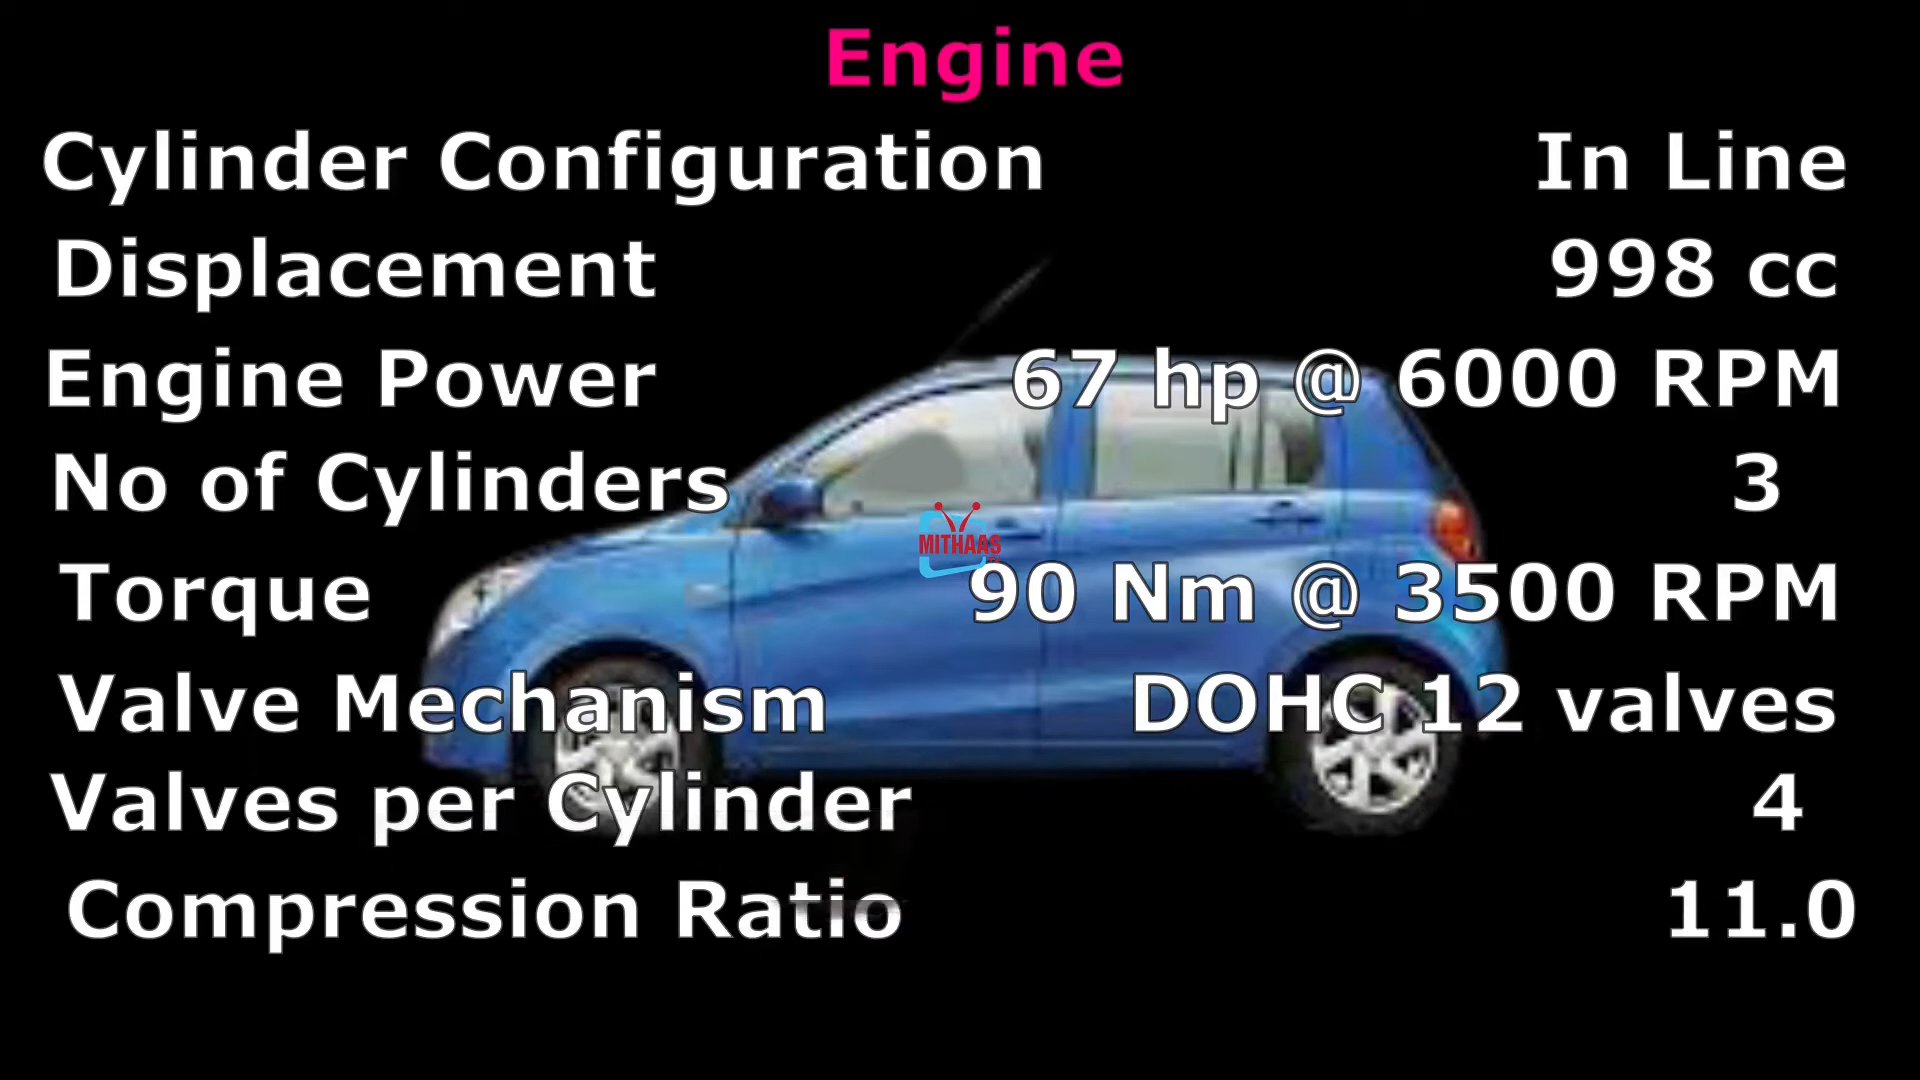 Engine
Cylinder Configuration In Line
Displacement 998 cc
Engine Power 67 hp @ 6000 RPM
No of Cylinders 3
MITHAAS
Torque 90 Nm @ 3500 RPM
Valve Mechanism DOHC 12 valves
Valves per Cylinder 4
Compression Ratio 11.0